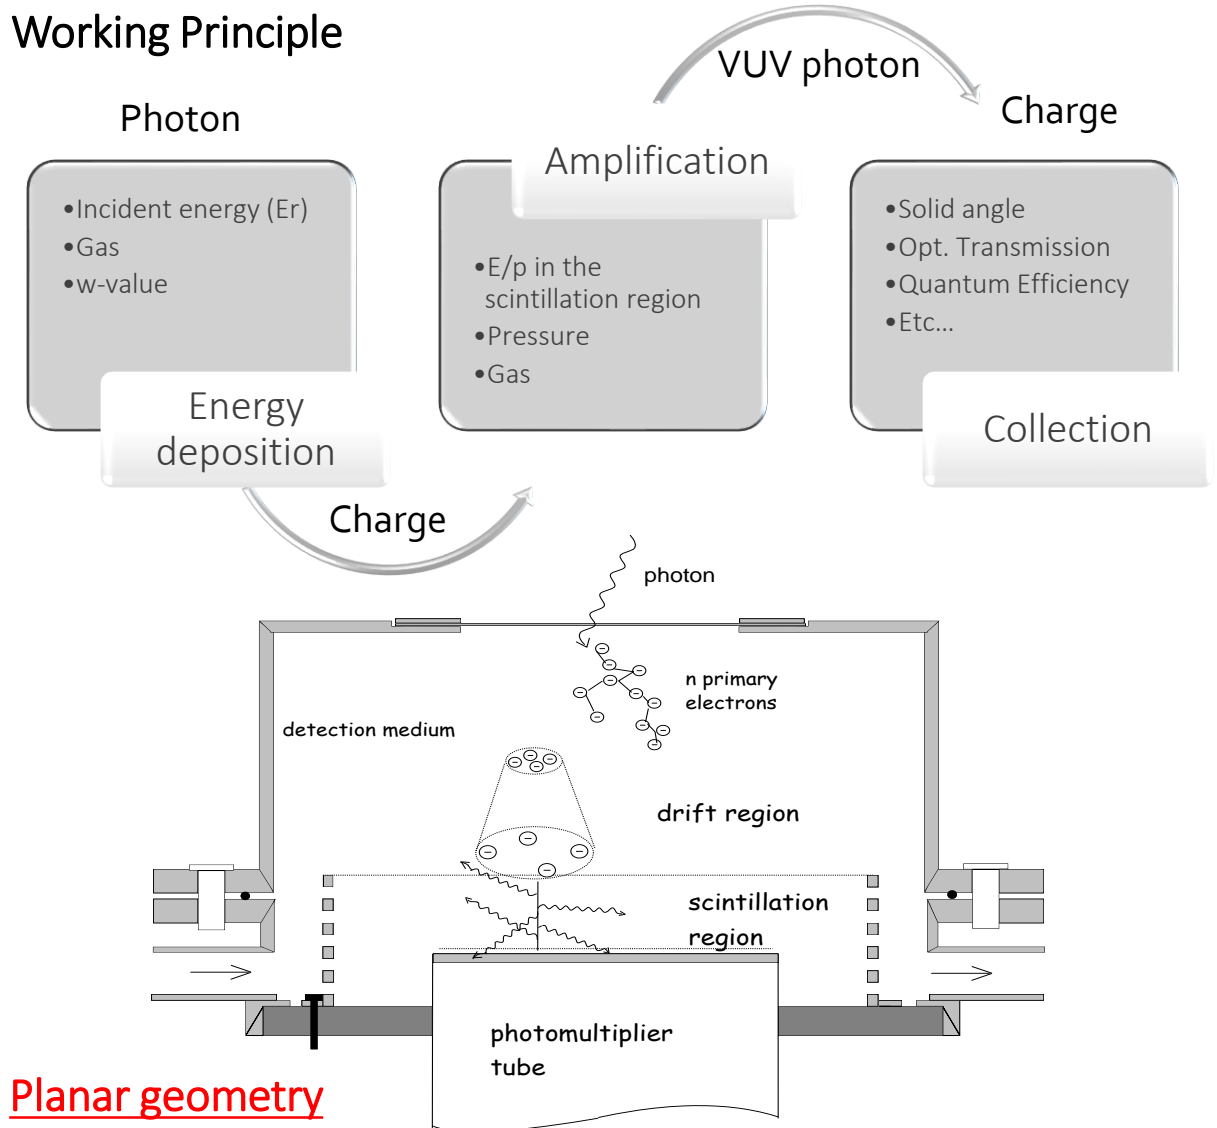 Working Principle
VUV photon
Photon
Charge
•Incident energy (Er)
•Gas
•w-value
Energy
deposition
Amplification
•E/p in the
scintillation region
•Pressure
•Gas
•Solid angle
•Opt. Transmission
•Quantum Efficiency
•Etc...
Collection
Charge
photon
n primary
electrons
detection medium
drift region
scintillation
region
photomultiplier
tube
Planar geometry